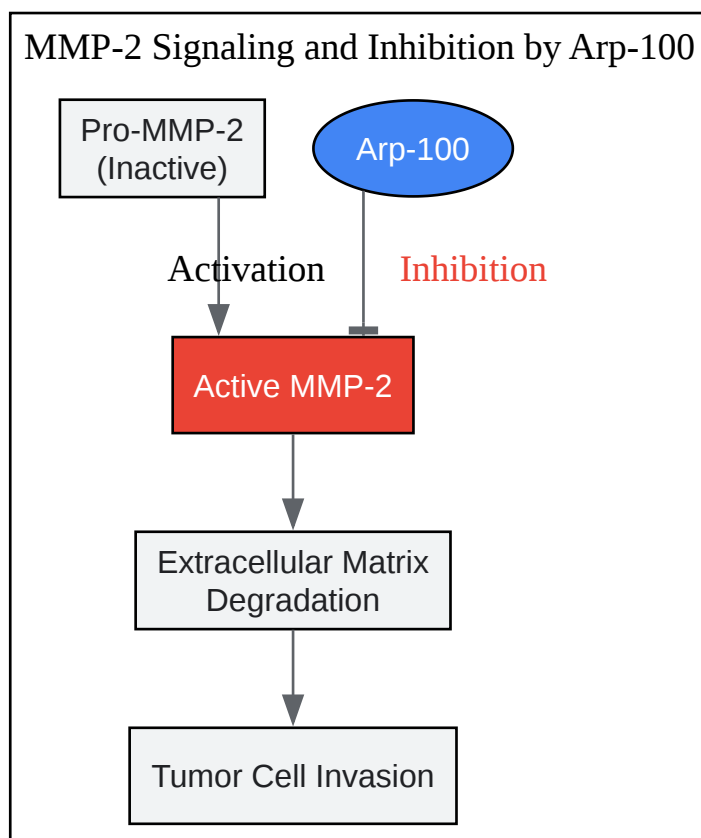 MMP-2 Signaling and Inhibition by Arp-100
Pro-MMP-2
(Inactive)
Arp-100
Activation
Inhibition
Active MMP-2
Extracellular Matrix
Degradation
Tumor Cell Invasion